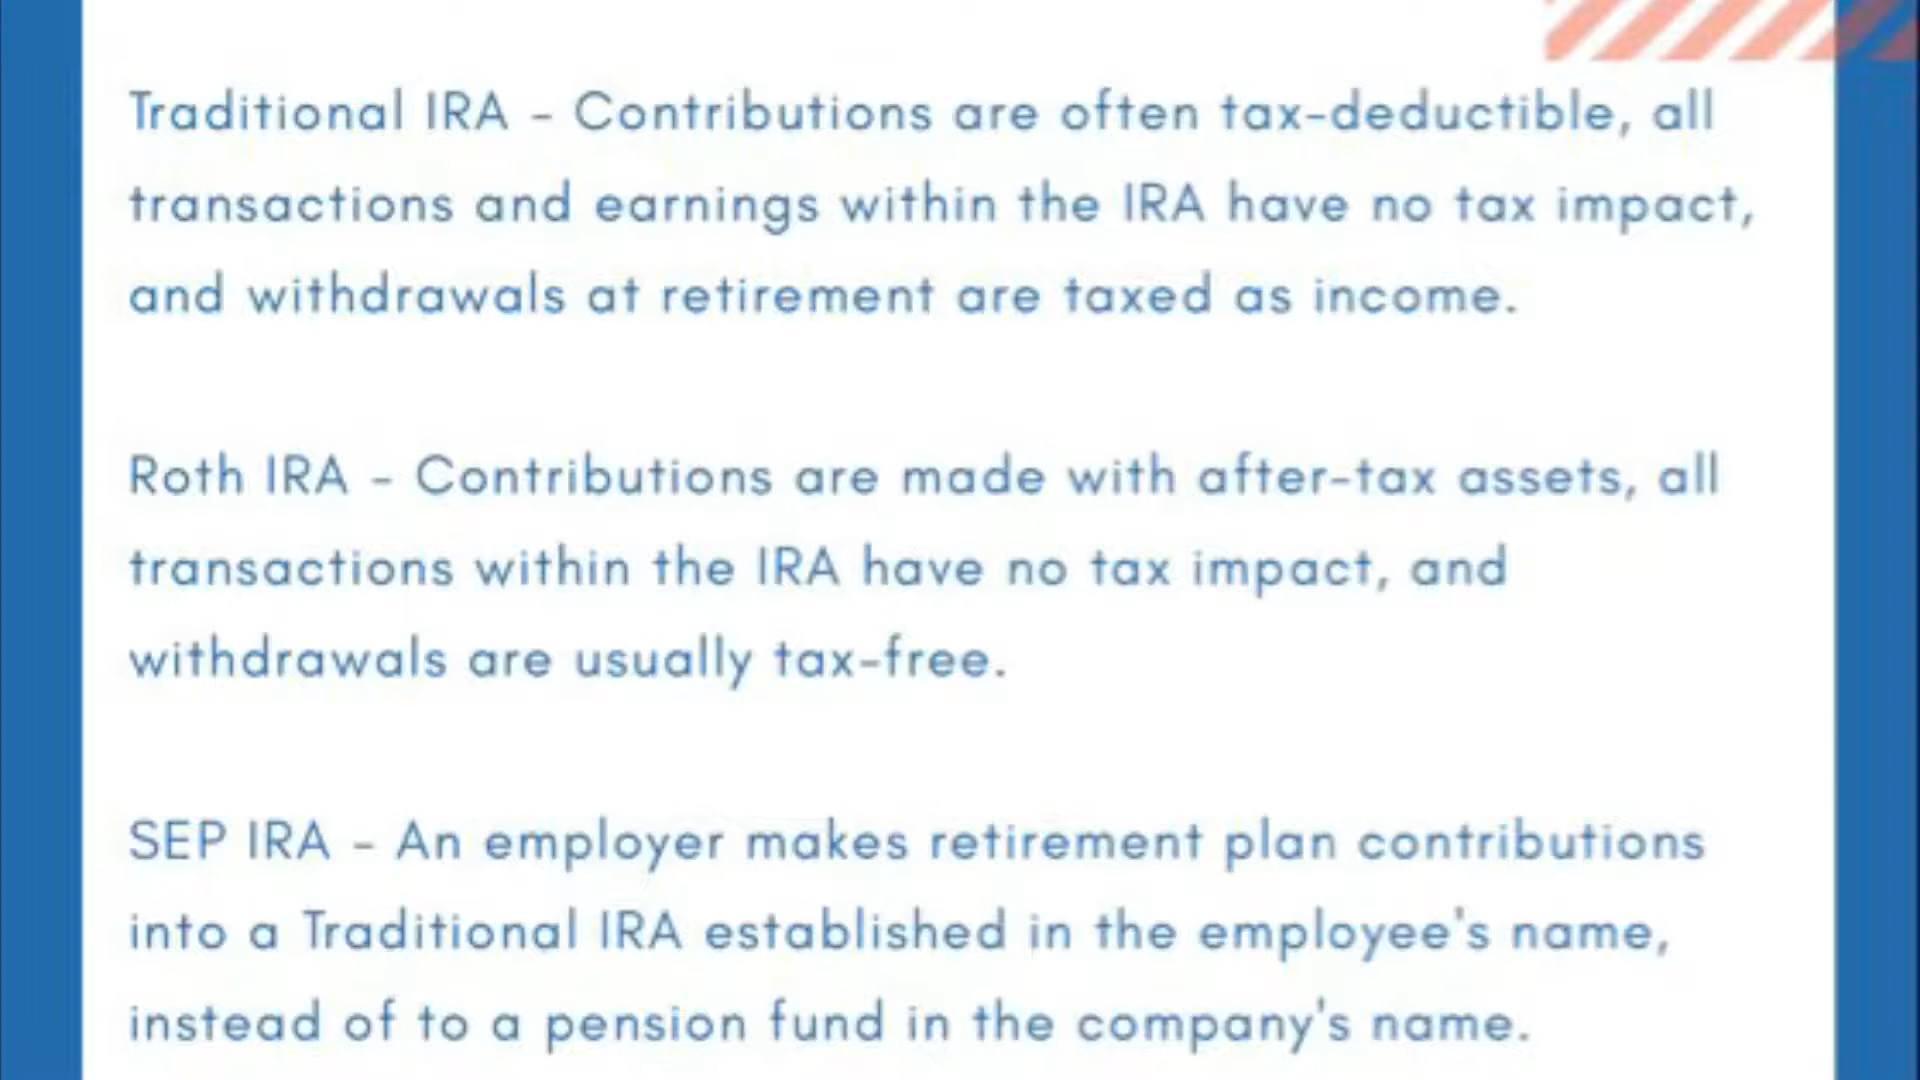 Traditional IRA - Contributions are often tax-deductible, all
transactions and earnings within the IRA have no tax impact,
and withdrawals at retirement are taxed as income.
Roth IRA - Contributions are made with after-tax assets, all
transactions within the IRA have no tax impact, and
withdrawals are usually tax-free.
SEP IRA - An employer makes retirement plan contributions
into a Traditional IRA established in the employee's name,
instead of to a pension fund in the company's name.